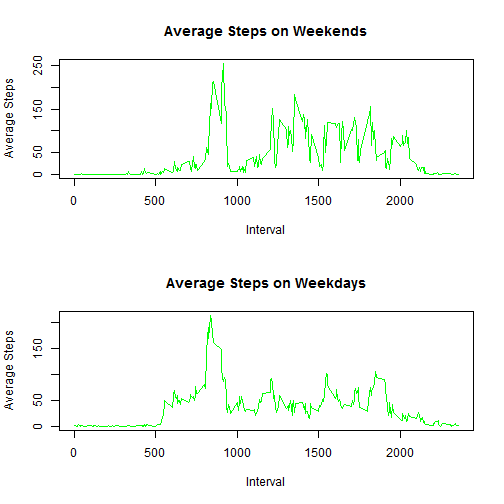 Average Steps on Weekends
Average Steps
250
150
50
0
0 500 1000 1500 2000
Interval
Average Steps on Weekdays
Average Steps
150
50
0
0 500 1000 1500 2000
Interval